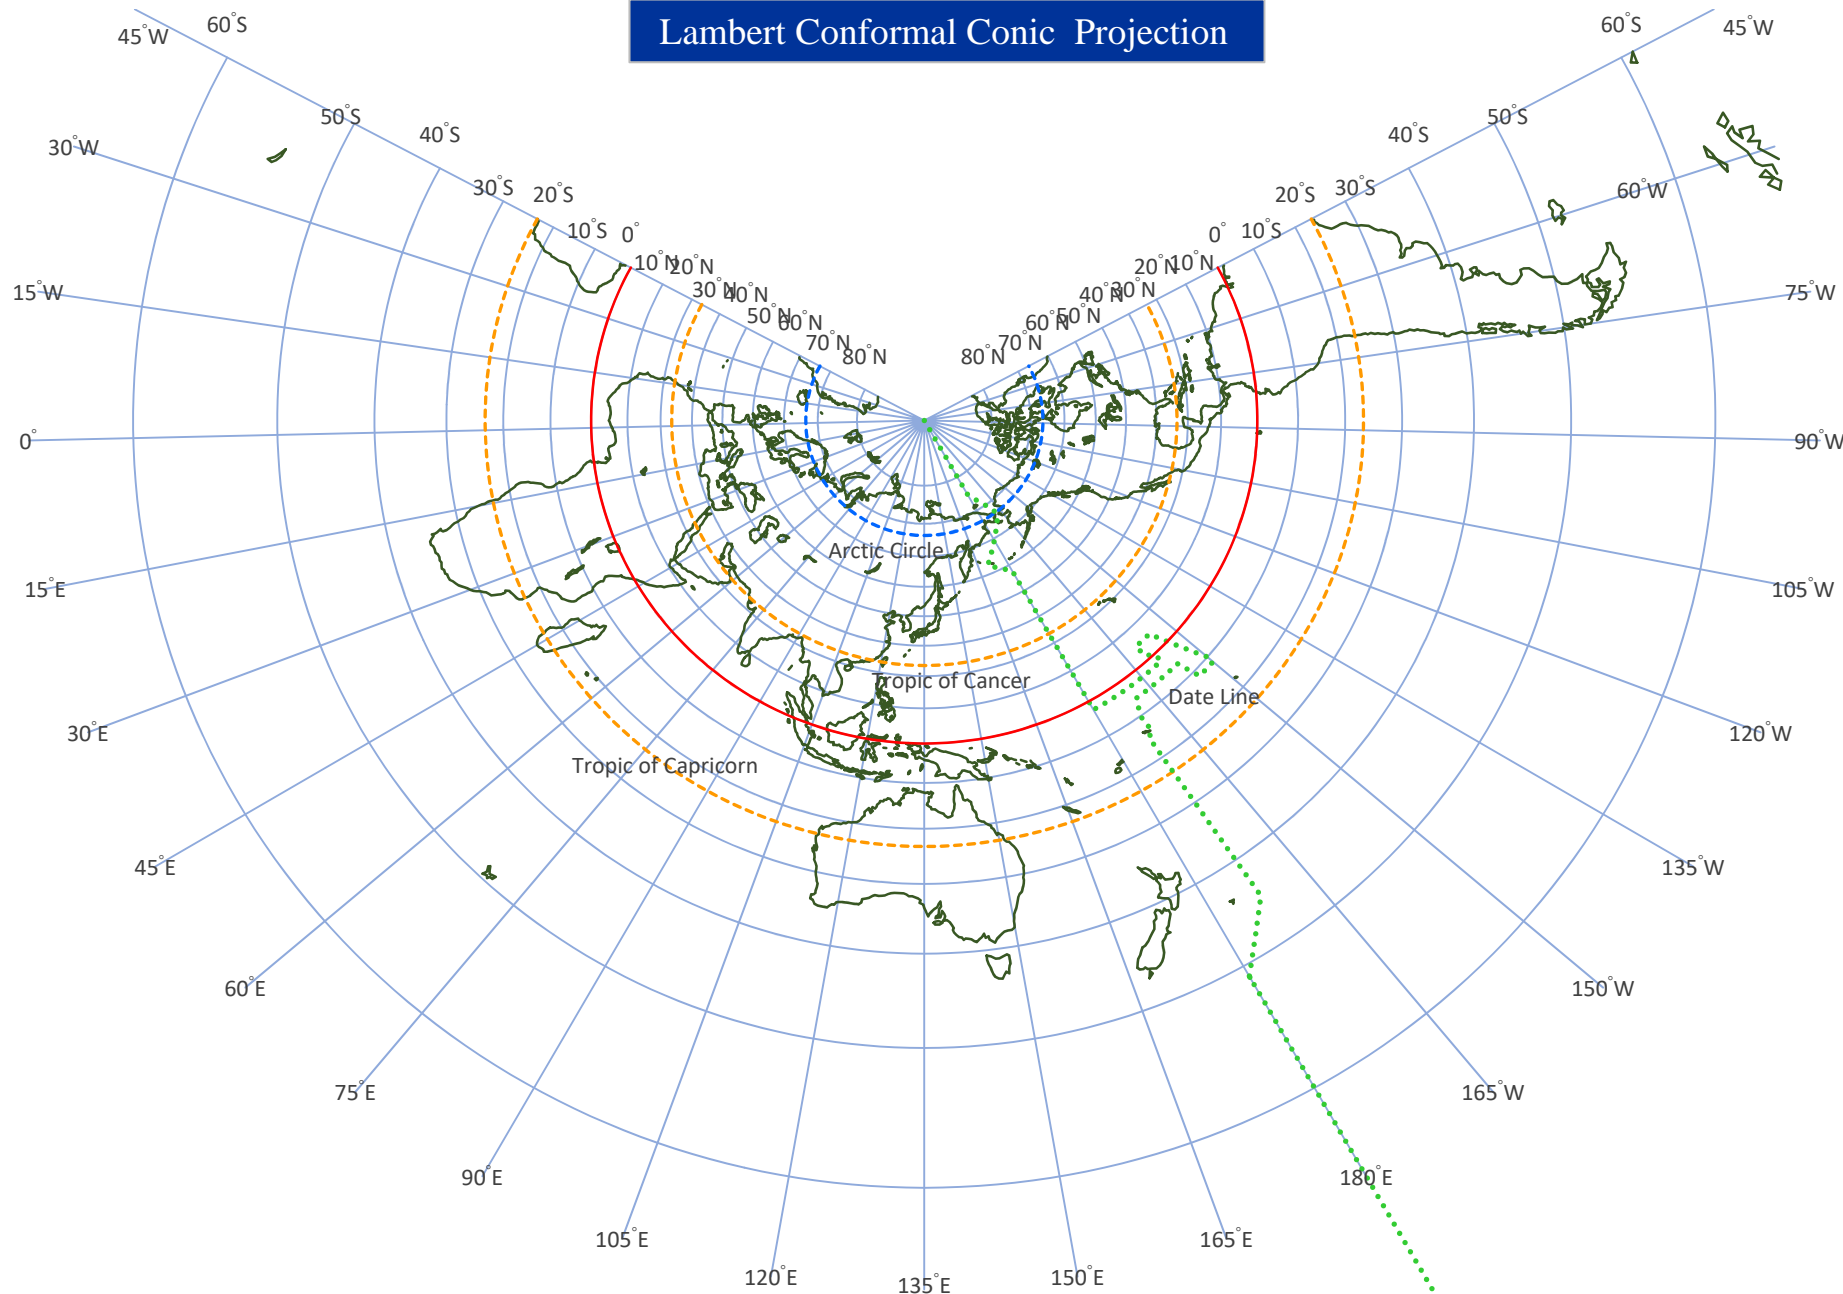 Lambert Conformal Conic  Projection
45°W
60°S
60°S
45°W
50°S
40°S
40°S
50°S
30°W
30°S
20°S
20°S
30°S
60°W
10°S
0°
0°
10°S
10°N
20°N
20°N
10°N
15°W
30°N
40°N
40°N
30°N
75°W
50°N
60°N
60°N
50°N
70°N
80°N
80°N
70°N
0°
90°W
Arctic Circle
15°E
105°W
Tropic of Cancer
Date Line
30°E
120°W
Tropic of Capricorn
45°E
135°W
60°E
150°W
75°E
165°W
90°E
180°E
105°E
165°E
120°E
135°E
150°E